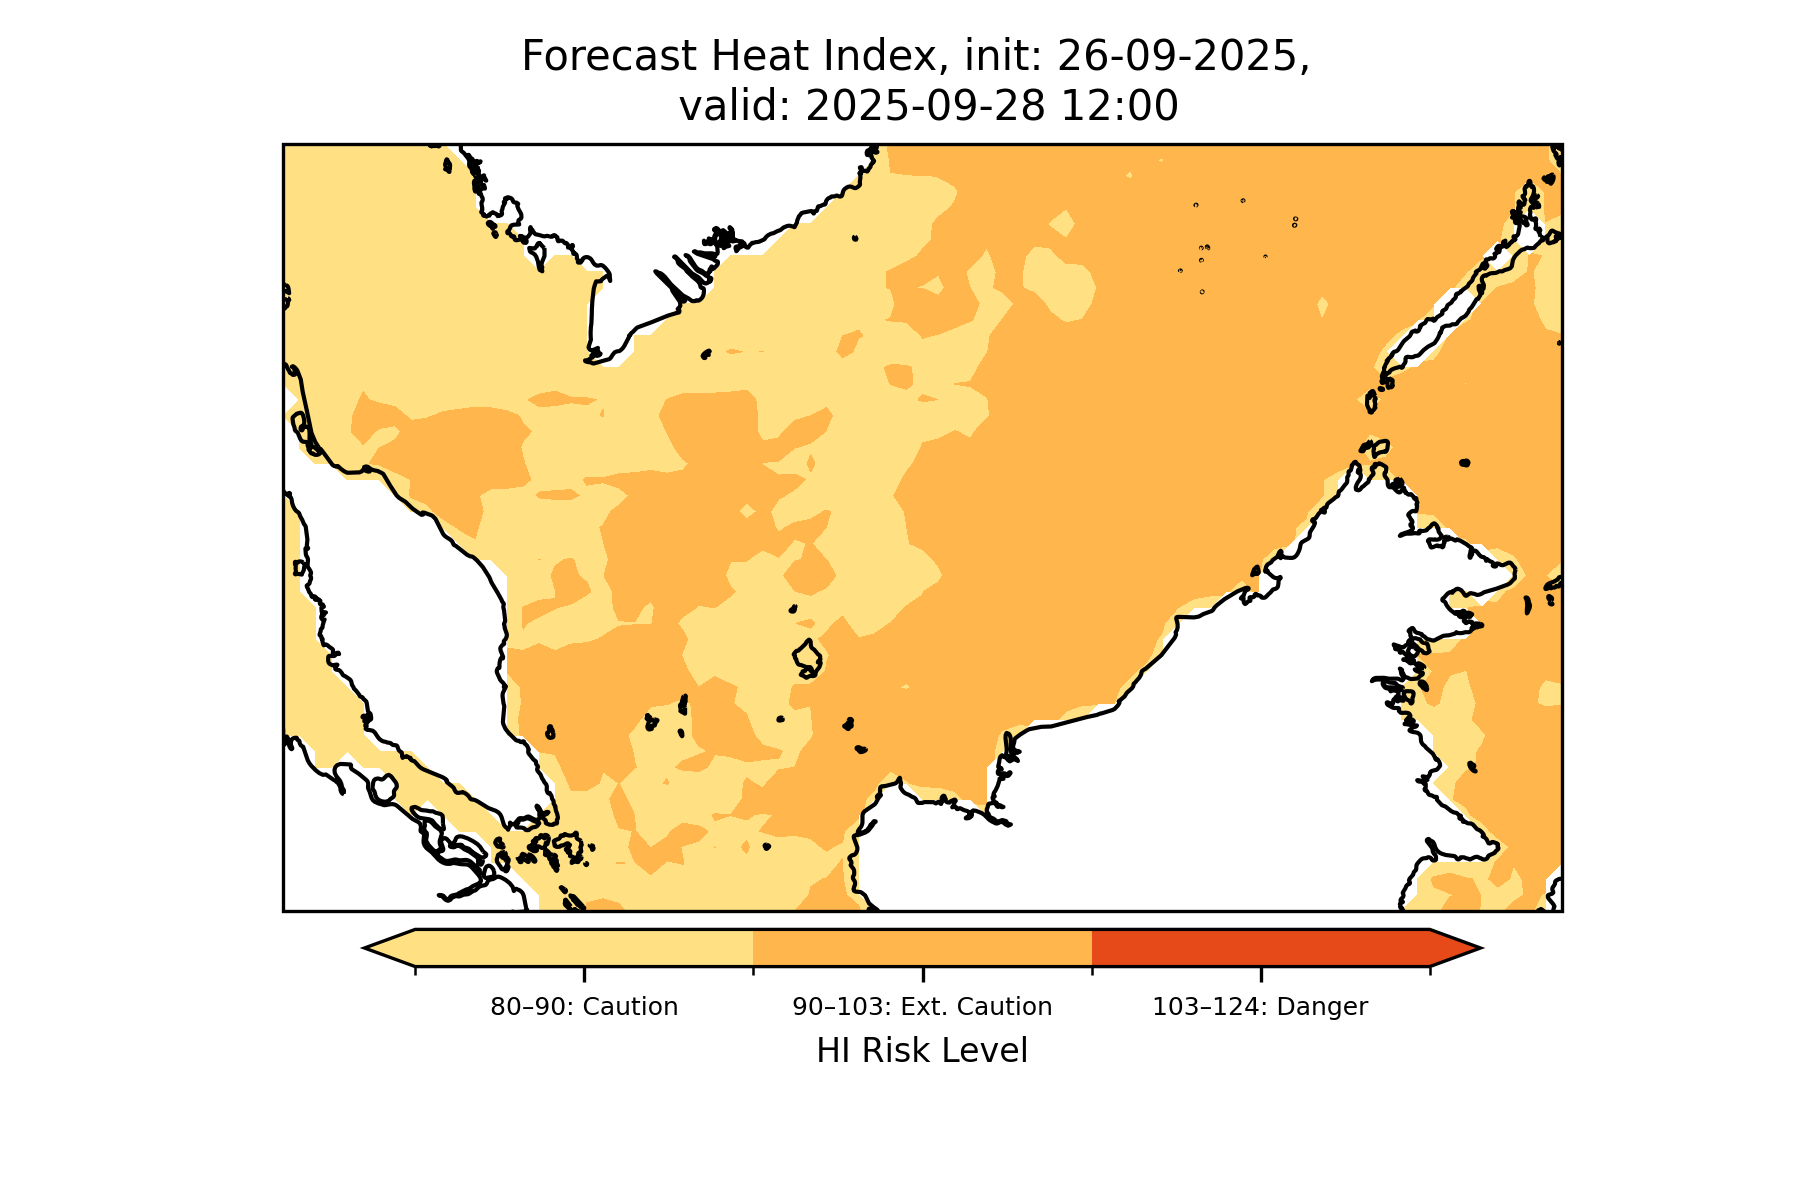 Forecast Heat Index, init: 26-09-2025,
valid: 2025-09-28 12:00
80–90: Caution
90–103: Ext. Caution
103–124: Danger
HI Risk Level